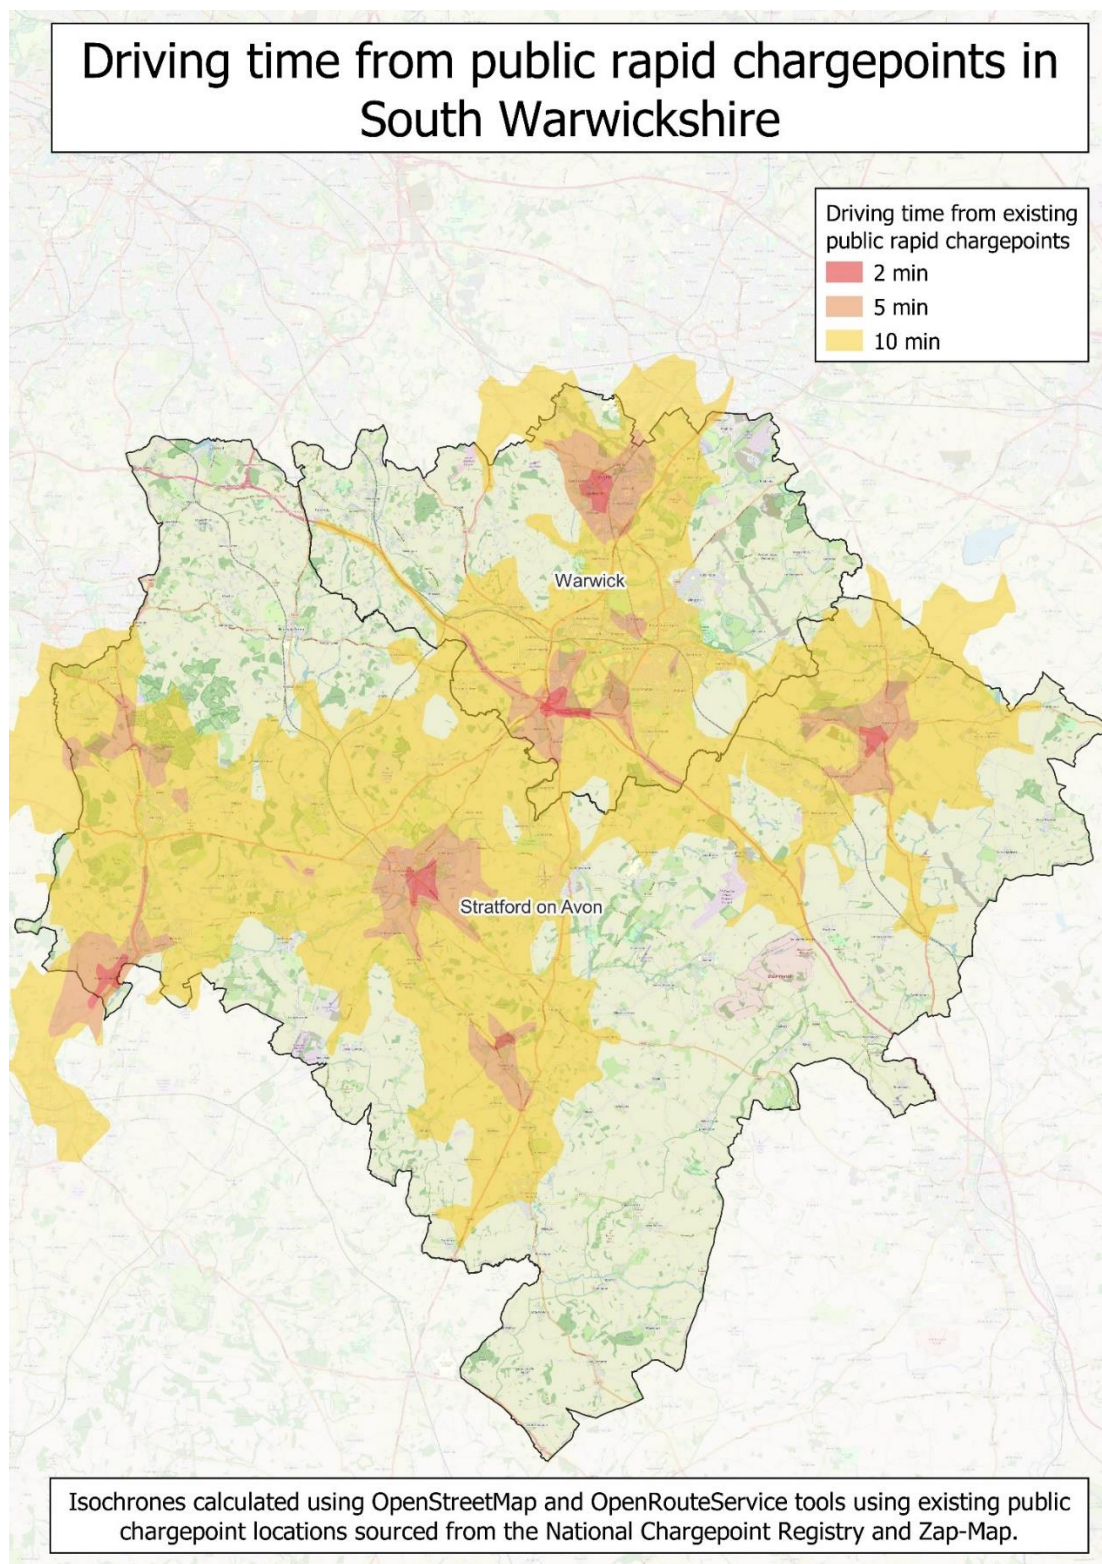 Driving time from public rapid chargepoints in
South Warwickshire
Driving time from existing
public rapid chargepoints
2 min
5 min
10 min
Warwick
Stratford on Avon
Isochrones calculated using OpenStreetMap and OpenRouteService tools using existing public
chargepoint locations sourced from the National Chargepoint Registry and Zap-Map.